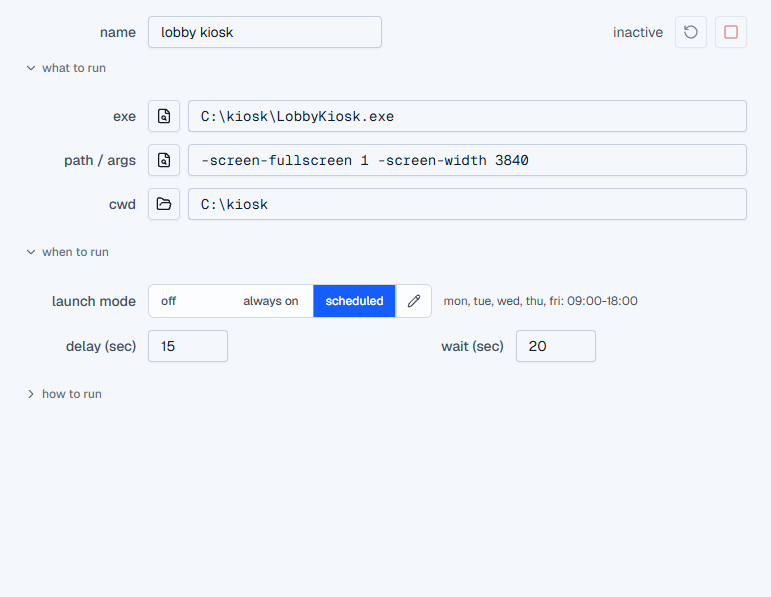 name lobby kiosk inactive
what to run
exe C:\kiosk\LobbyKiosk.exe
path / args -screen-fullscreen 1 -screen-width 3840
cwd C:\kiosk
when to run
launch mode off always on scheduled mon, tue, wed, thu, fri: 09:00-18:00
delay (sec) 15 wait (sec) 20
how to run